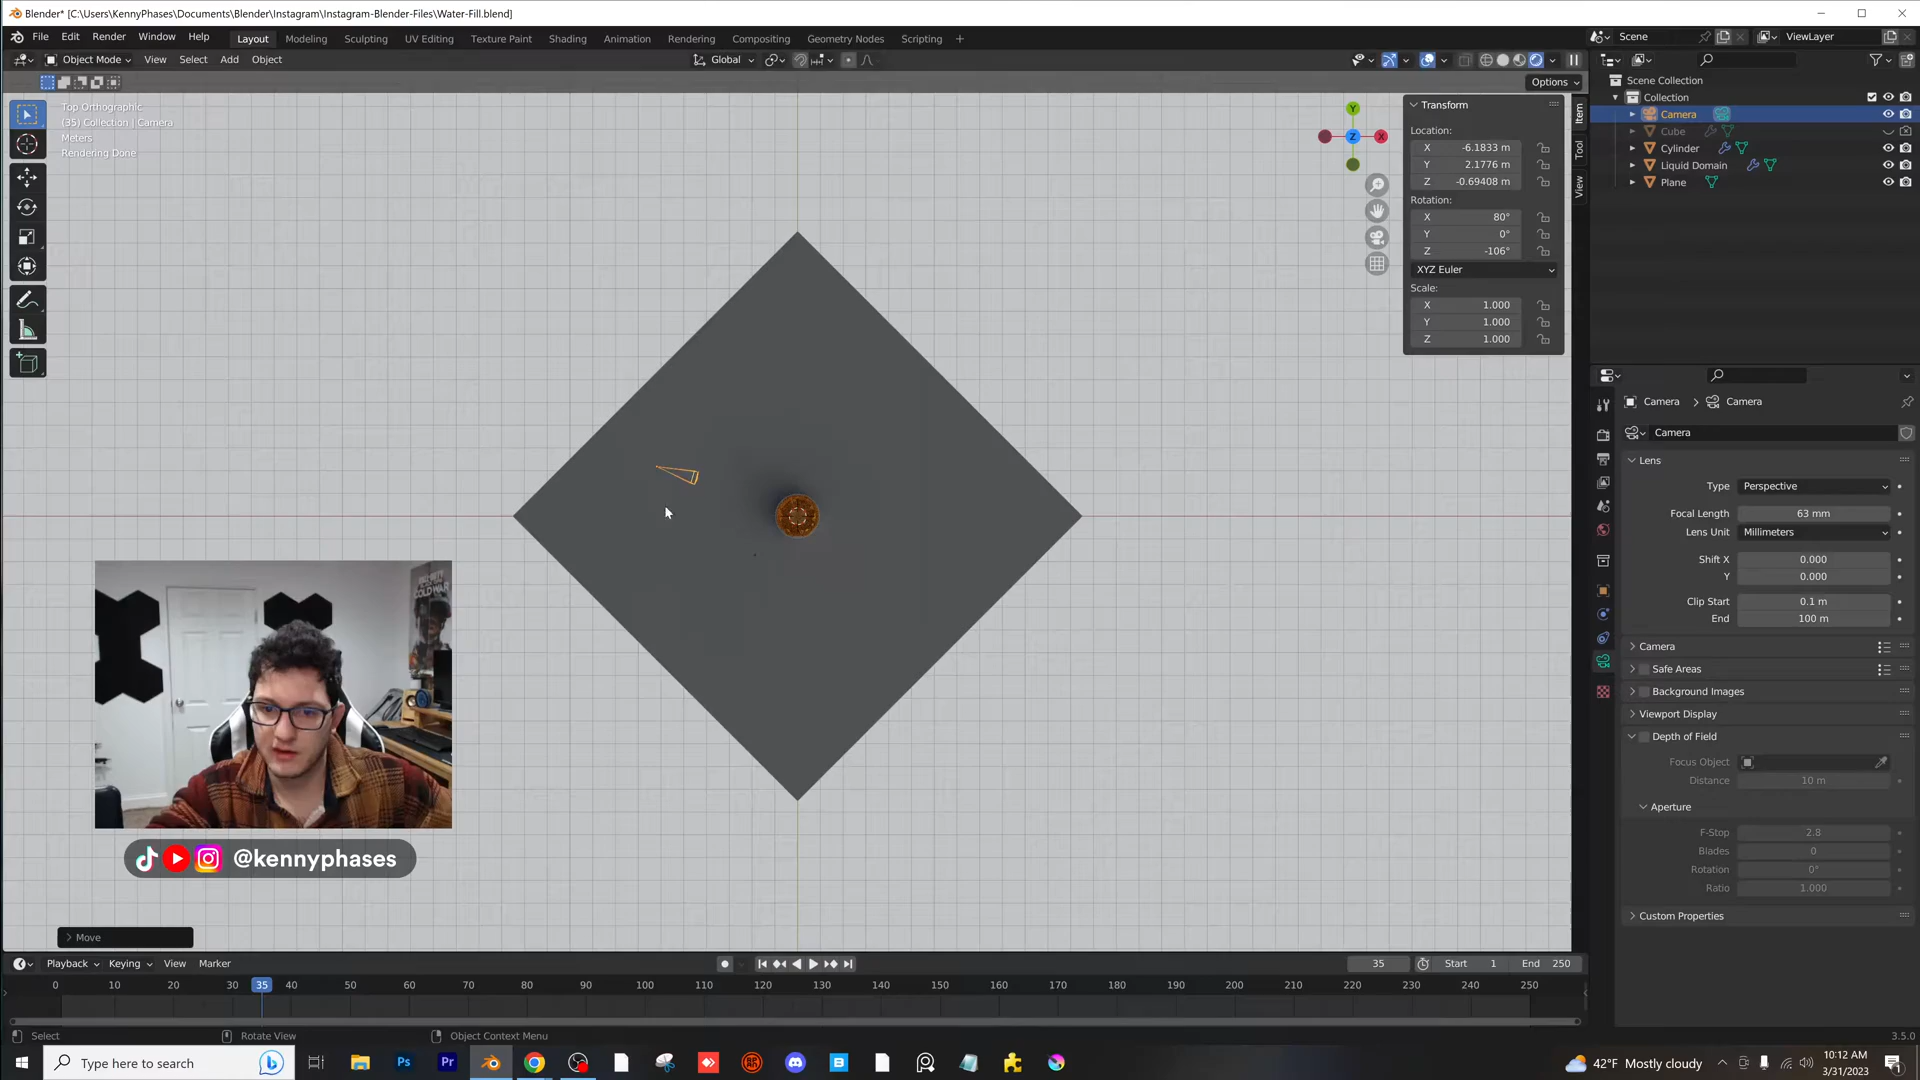 Blender* [C:\Users\KennyPhases\Documents\Blender\Instagram\Instagram-Blender-Files\Water-Fill.blend]
File Edit Render Window Help
Layout Modeling Sculpting UV Editing Texture Paint Shading Animation Rendering Compositing Geometry Nodes Scripting +
Scene
ViewLayer
Object Mode View Select Add Object
Global
Options
Top Orthographic
(35) Collection | Camera
Meters
Rendering Done
Y
Z
X
Transform
Location:
X -6.1833 m
Y 2.1776 m
Z -0.69408 m
Rotation:
X 80°
Y 0°
Z -106°
XYZ Euler
Scale:
X 1.000
Y 1.000
Z 1.000
Item
Tool
View
Scene Collection
Collection
Camera
Cube
Cylinder
Liquid Domain
Plane
Camera > Camera
Camera
Lens
Type Perspective
Focal Length 63 mm
Lens Unit Millimeters
Shift X 0.000
Y 0.000
Clip Start 0.1 m
End 100 m
Camera
Safe Areas
Background Images
Viewport Display
Depth of Field
Focus Object
Distance 10 m
Aperture
F-Stop 2.8
Blades 0
Rotation 0°
Ratio 1.000
Custom Properties
CALL OF DUTY
COLD WAR
@kennyphases
Move
Playback Keying View Marker
35 Start 1 End 250
0 10 20 30 35 40 50 60 70 80 90 100 110 120 130 140 150 160 170 180 190 200 210 220 230 240 250
Select Rotate View Object Context Menu
3.5.0
Type here to search
Ps
Pr
42°F Mostly cloudy
10:12 AM
3/31/2023